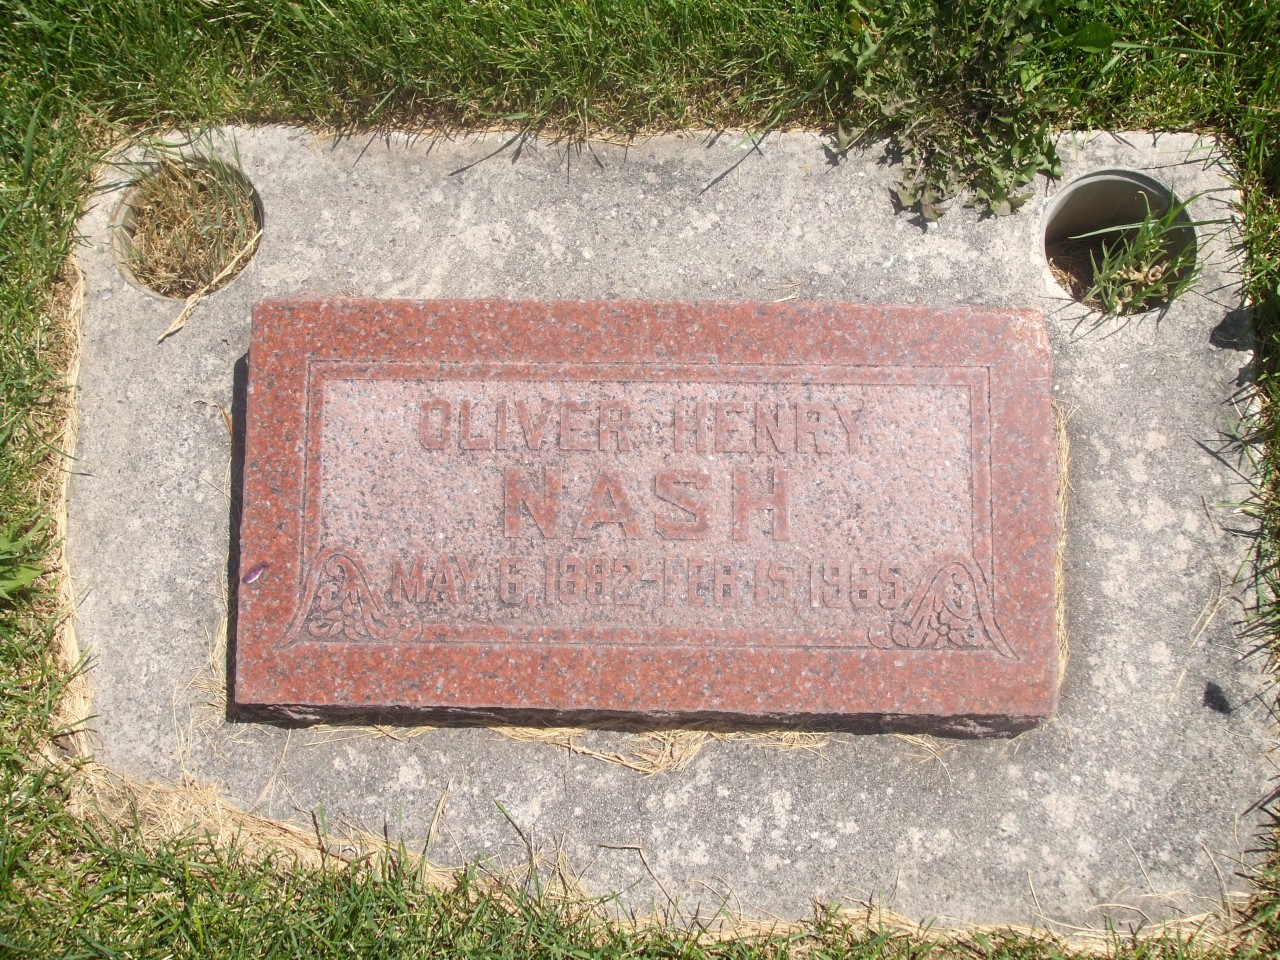 OLIVER HENRY
NASH
MAY 6, 1882-FEB. 15, 1965